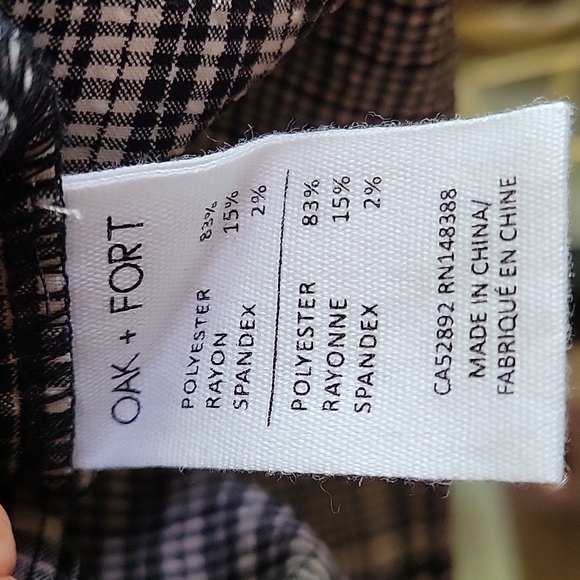 OAK + FORT
POLYESTER 83%
RAYON 15%
SPANDEX 2%
POLYESTER 83%
RAYONNE 15%
SPANDEX 2%
CA52892 RN148388
MADE IN CHINA/
FABRIQUÉ EN CHINE